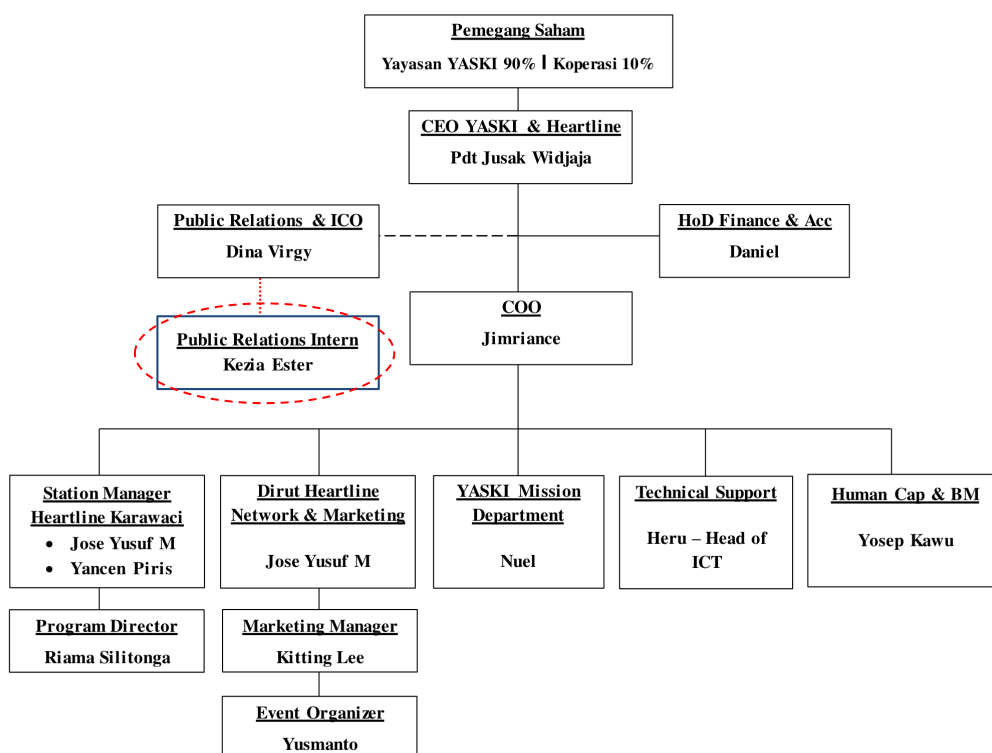 Pemegang Saham
Yayasan YASKI 90% | Koperasi 10%
CEO YASKI & Heartline
Pdt Jusak Widjaja
Public Relations & ICO
Dina Virgy
HoD Finance & Acc
Daniel
COO
Jimriance
Public Relations Intern
Kezia Ester
Station Manager
Heartline Karawaci
• Jose Yusuf M
• Yancen Piris
Dirut Heartline
Network & Marketing
Jose Yusuf M
YASKI Mission
Department
Nuel
Technical Support
Heru – Head of
ICT
Human Cap & BM
Yosep Kawu
Program Director
Riama Silitonga
Marketing Manager
Kitting Lee
Event Organizer
Yusmanto